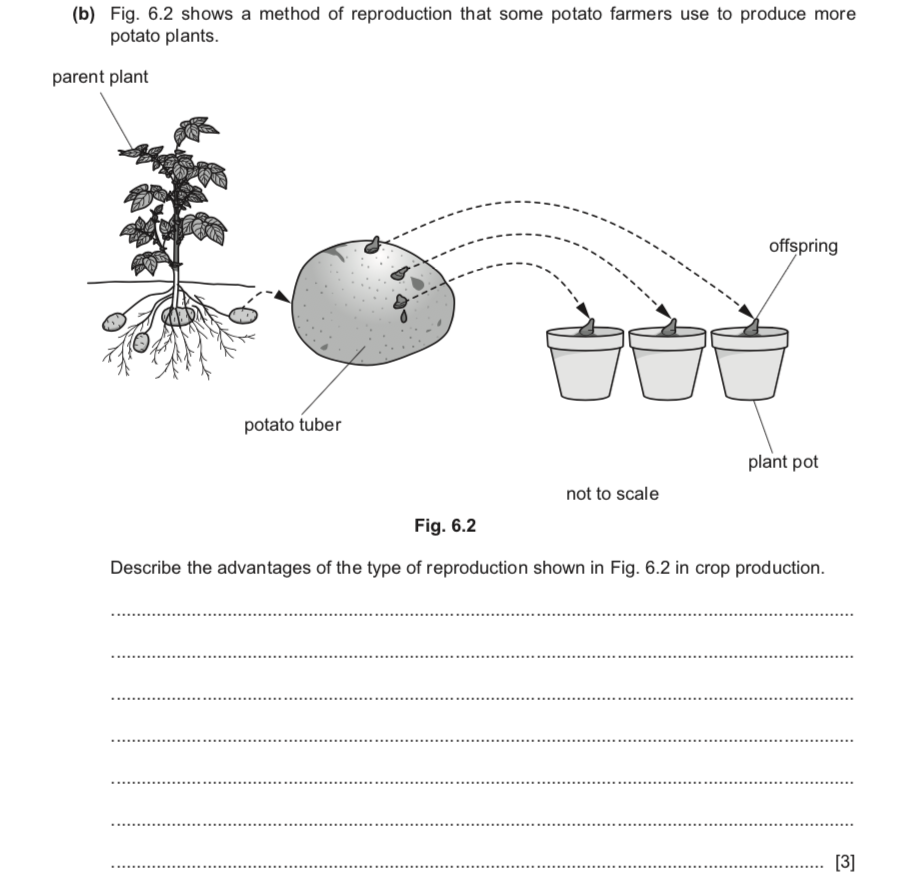 (b) Fig. 6.2 shows a method of reproduction that some potato farmers use to produce more
potato plants.
parent plant
offspring
potato tuber
plant pot
not to scale
Fig. 6.2
Describe the advantages of the type of reproduction shown in Fig. 6.2 in crop production.
[3]